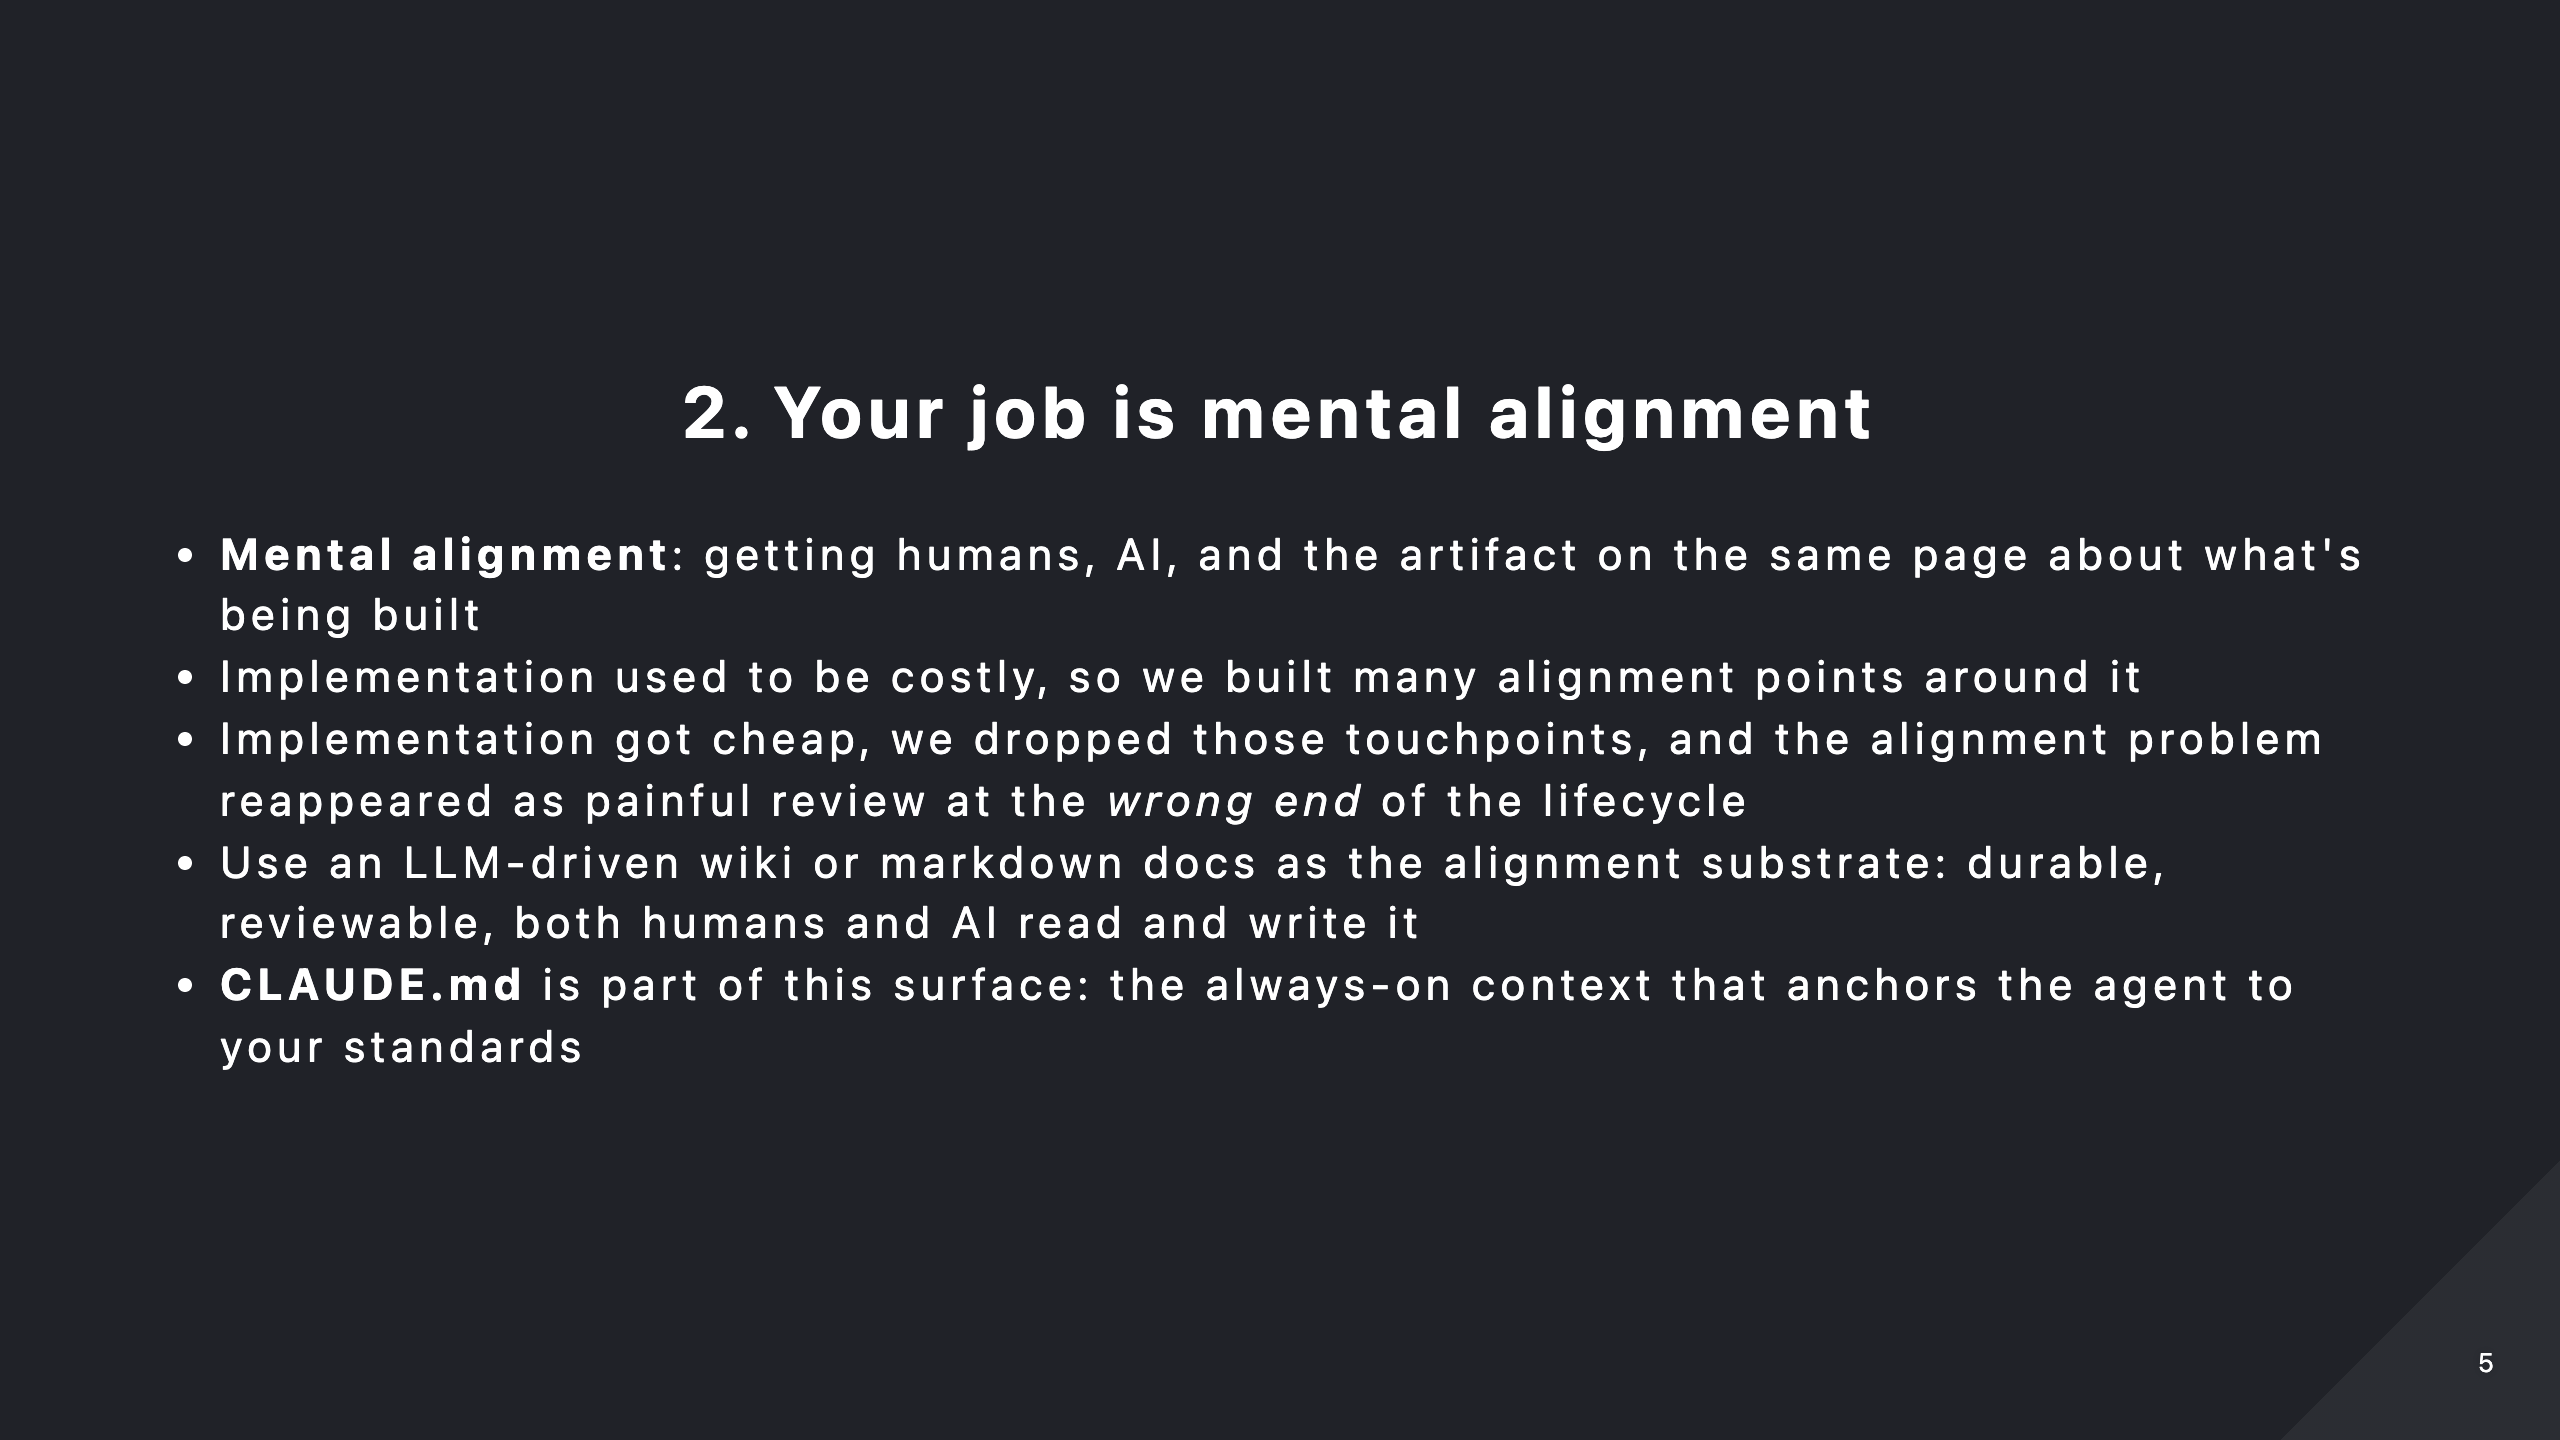 2. Your job is mental alignment
• Mental alignment: getting humans, AI, and the artifact on the same page about what's
being built
• Implementation used to be costly, so we built many alignment points around it
• Implementation got cheap, we dropped those touchpoints, and the alignment problem
reappeared as painful review at the wrong end of the lifecycle
• Use an LLM-driven wiki or markdown docs as the alignment substrate: durable,
reviewable, both humans and AI read and write it
• CLAUDE.md is part of this surface: the always-on context that anchors the agent to
your standards
5